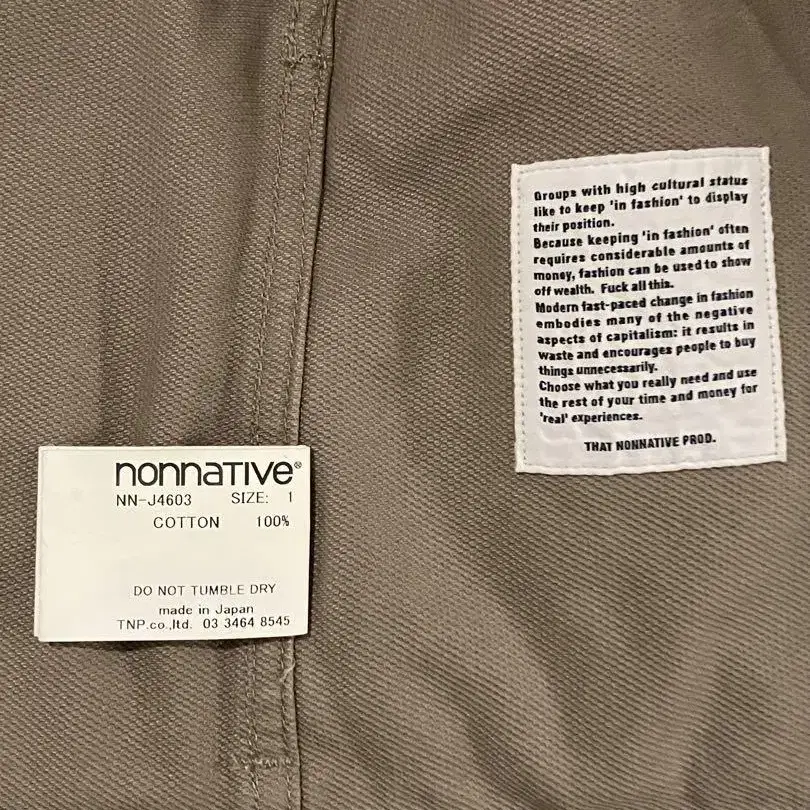 Groups with high cultural status
like to keep 'in fashion' to display
their position.
Because keeping 'in fashion' often
requires considerable amounts of
money, fashion can be used to show
off wealth. Fuck all this.
Modern fast-paced change in fashion
embodies many of the negative
aspects of capitalism: it results in
waste and encourages people to buy
things unnecessarily.
Choose what you really need and use
the rest of your time and money for
'real' experiences.
THAT NONNATIVE PROD.
nonnative®
NN-J4603 SIZE: 1
COTTON 100%
DO NOT TUMBLE DRY
made in Japan
TNP.co.,ltd. 03 3464 8545